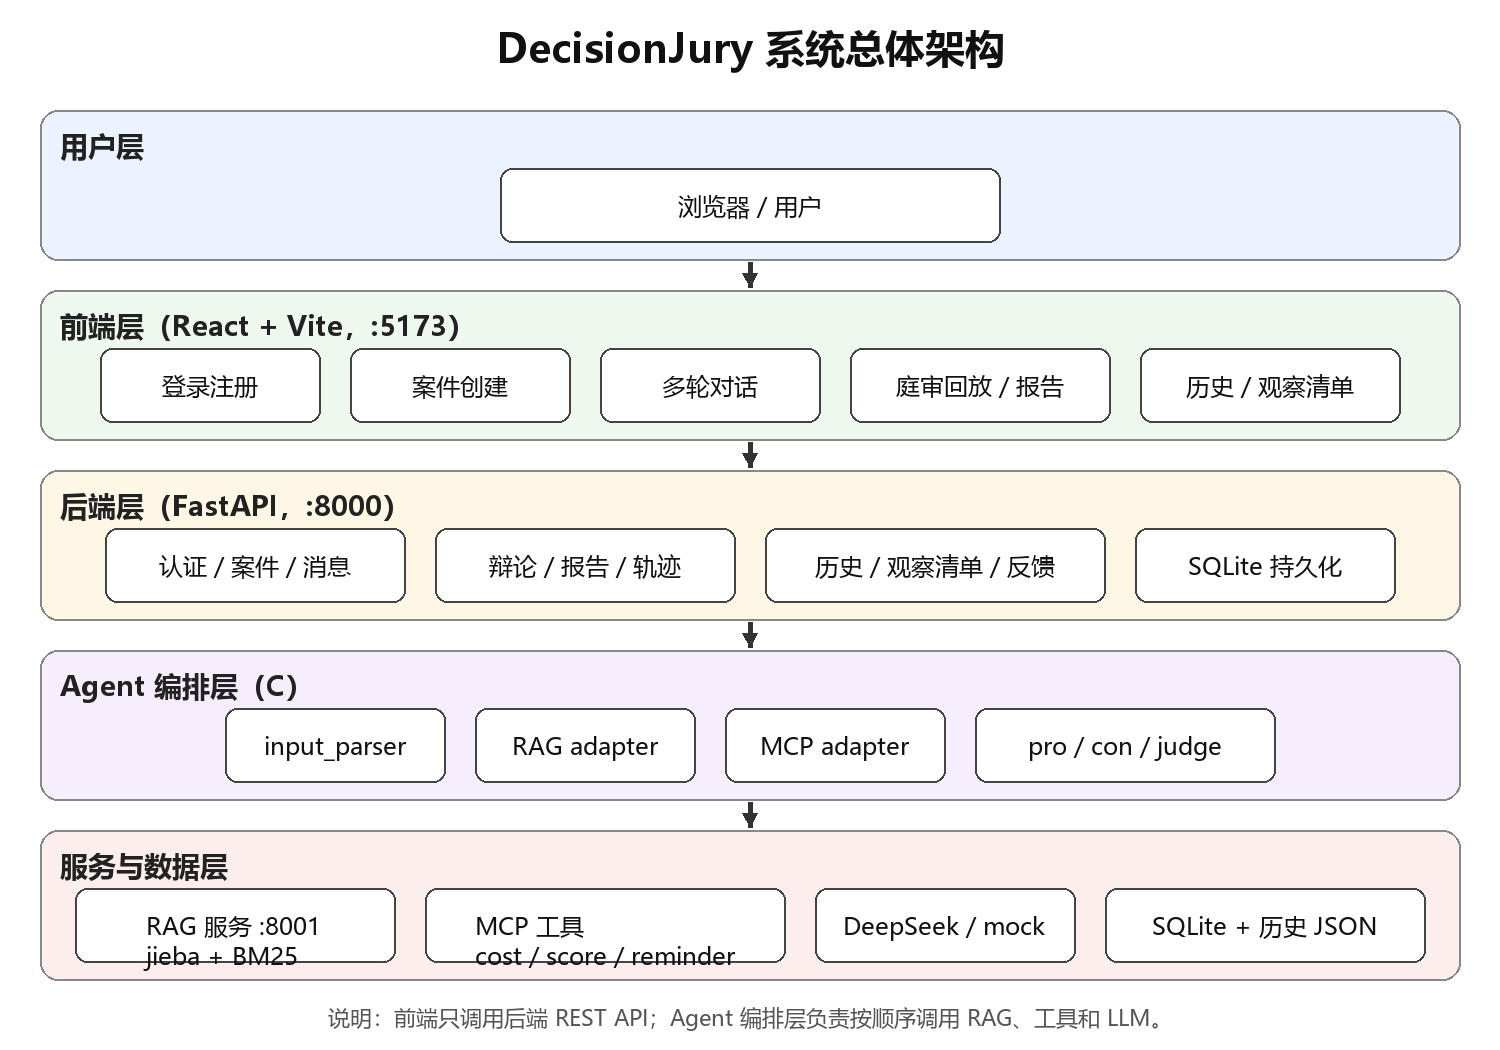 DecisionJury 系统总体架构
用户层
浏览器 / 用户
前端层（React + Vite，:5173）
登录注册
案件创建
多轮对话
庭审回放 / 报告
历史 / 观察清单
后端层（FastAPI，:8000）
认证 / 案件 / 消息
辩论 / 报告 / 轨迹
历史 / 观察清单 / 反馈
SQLite 持久化
Agent 编排层（C）
input_parser
RAG adapter
MCP adapter
pro / con / judge
服务与数据层
RAG 服务 :8001
jieba + BM25
MCP 工具
cost / score / reminder
DeepSeek / mock
SQLite + 历史 JSON
说明：前端只调用后端 REST API；Agent 编排层负责按顺序调用 RAG、工具和 LLM。